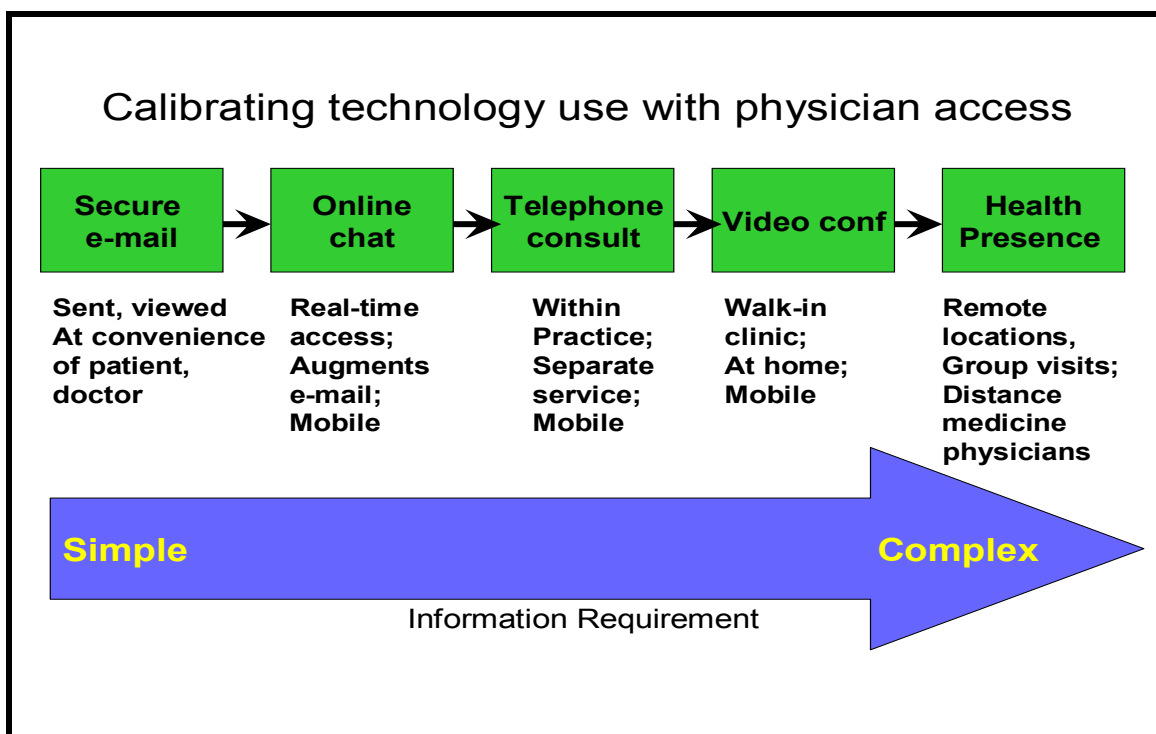 Calibrating technology use with physician access
Secure
e-mail
Online
chat
Telephone
consult
Video conf
Health
Presence
Sent, viewed
At convenience
of patient,
doctor
Real-time
access;
Augments
e-mail;
Mobile
Within
Practice;
Separate
service;
Mobile
Walk-in
clinic;
At home;
Mobile
Remote
locations,
Group visits;
Distance
medicine
physicians
Simple
Complex
Information Requirement